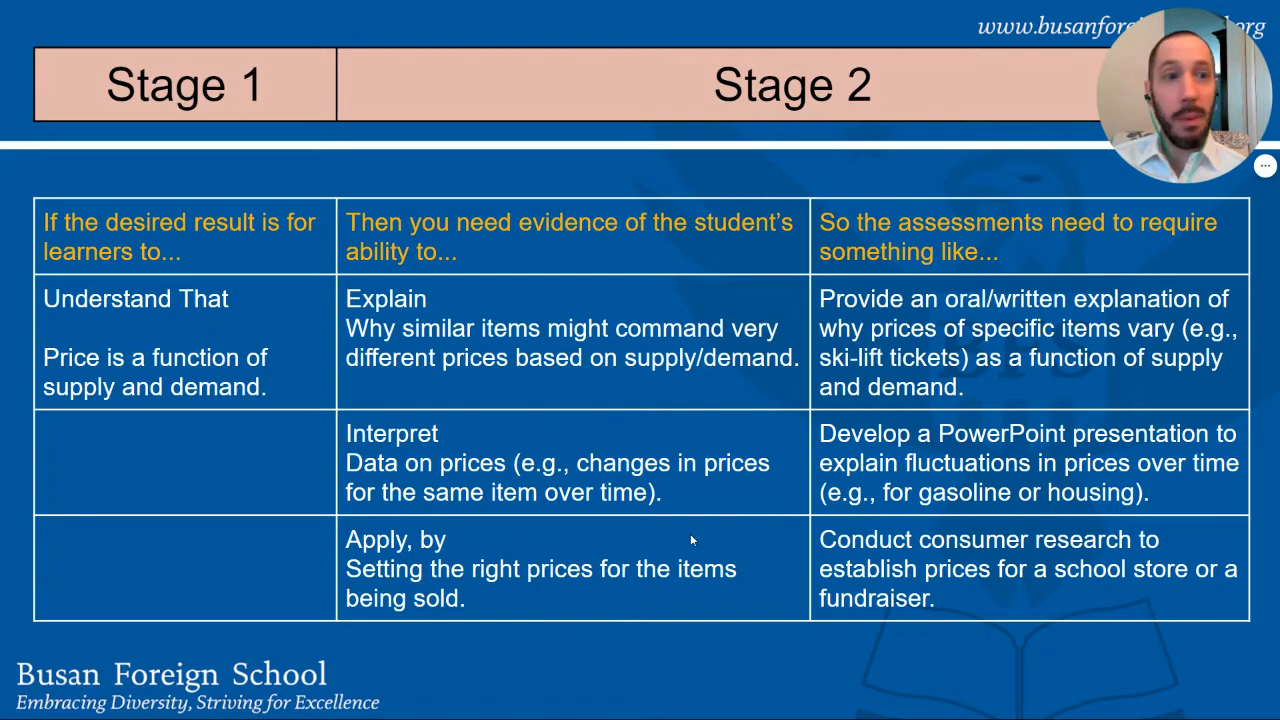 www.busanfor
org
Stage 1
Stage 2
If the desired result is for
learners to...
Then you need evidence of the student's
ability to...
So the assessments need to require
something like...
Understand That
Price is a function of
supply and demand.
Explain
Why similar items might command very
different prices based on supply/demand.
Provide an oral/written explanation of
why prices of specific items vary (e.g.,
ski-lift tickets) as a function of supply
and demand.
Interpret
Data on prices (e.g., changes in prices
for the same item over time).
Develop a PowerPoint presentation to
explain fluctuations in prices over time
(e.g., for gasoline or housing).
Apply, by
Setting the right prices for the items
being sold.
Conduct consumer research to
establish prices for a school store or a
fundraiser.
BFS
Busan Foreign School
Embracing Diversity, Striving for Excellence